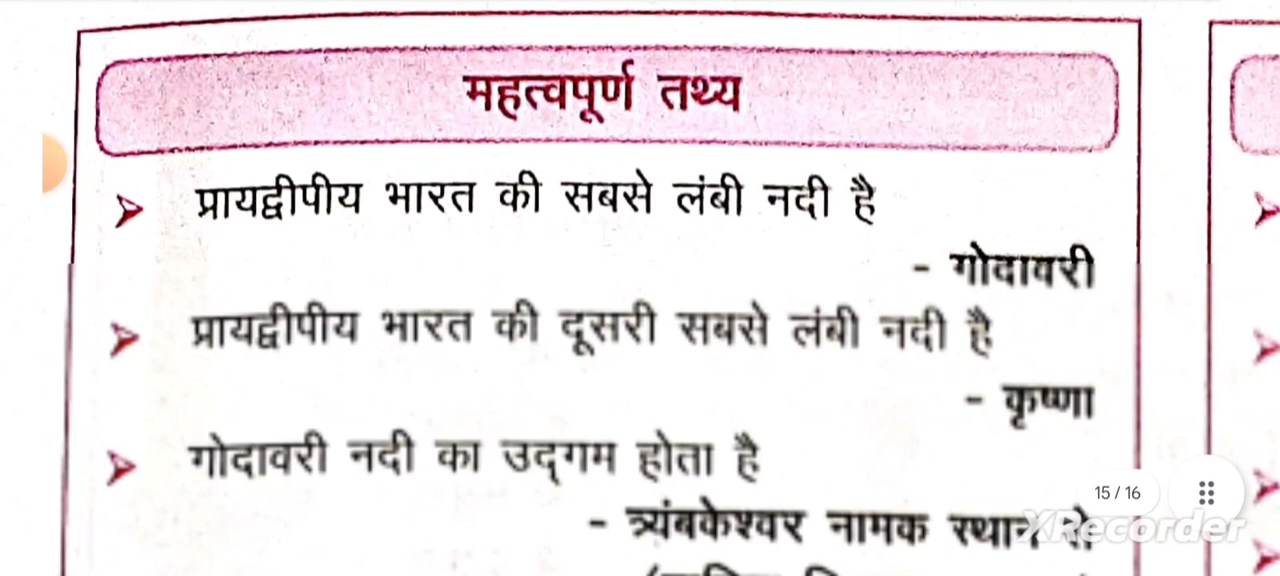 महत्वपूर्ण तथ्य
➤ प्रायद्वीपीय भारत की सबसे लंबी नदी है
- गोदावरी
➤ प्रायद्वीपीय भारत की दूसरी सबसे लंबी नदी है
- कृष्णा
➤ गोदावरी नदी का उद्गम होता है
- त्र्यंबकेश्वर नामक स्थान से
15 / 16
XRecorder